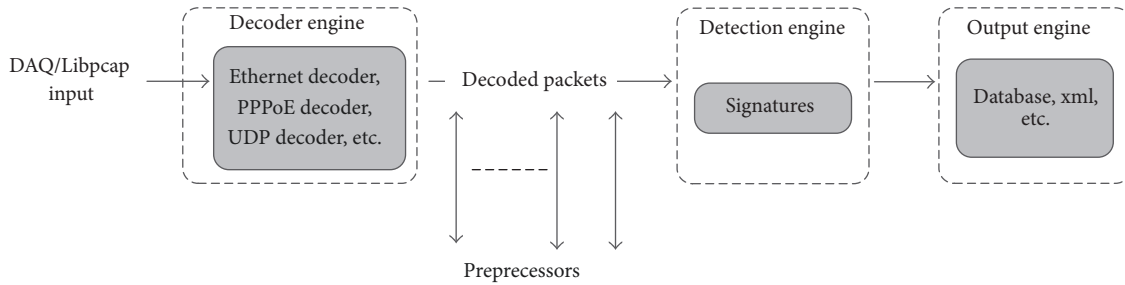 Decoder engine
DAQ/Libpcap
input
Ethernet decoder,
PPPoE decoder,
UDP decoder, etc.
Decoded packets
Detection engine
Signatures
Output engine
Database, xml,
etc.
Preprecessors